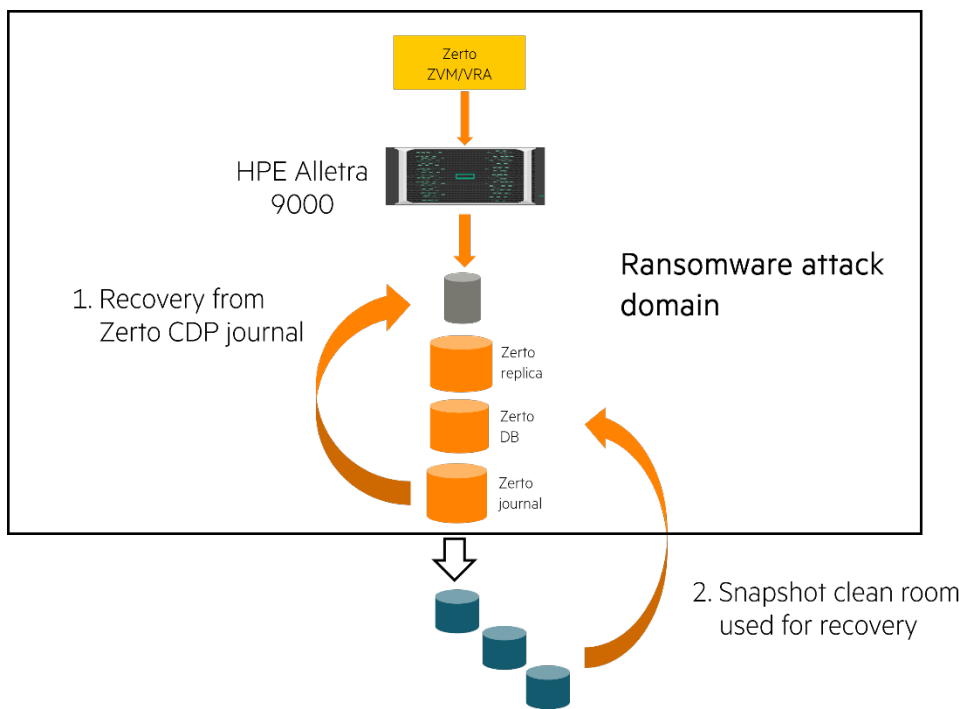 Zerto
ZVM/VRA
HPE Alletra
9000
Ransomware attack
domain
1. Recovery from
Zerto CDP journal
Zerto
replica
Zerto
DB
Zerto
journal
2. Snapshot clean room
used for recovery